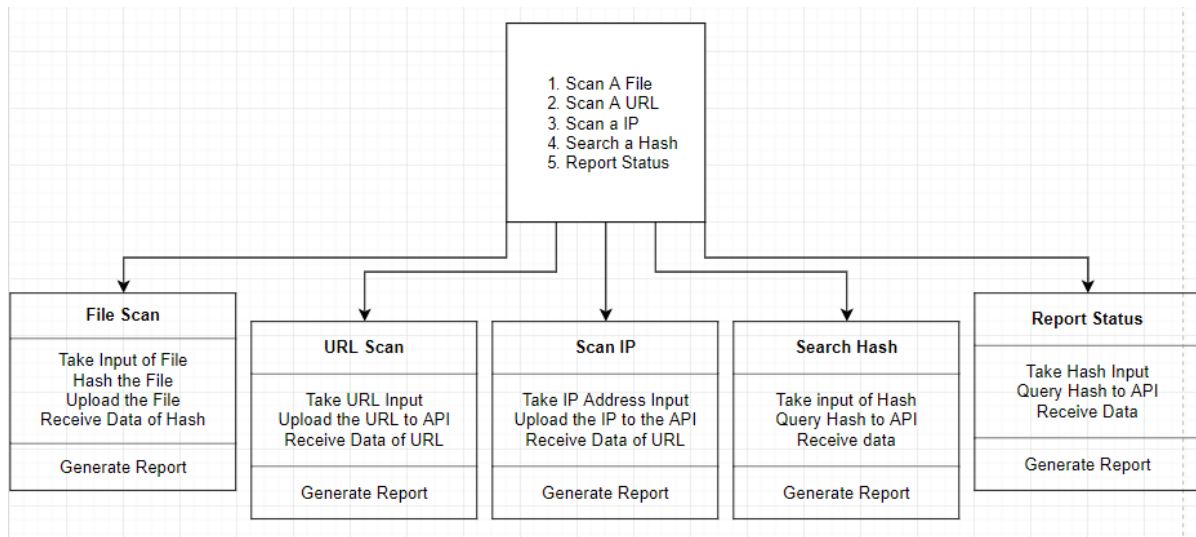 1. Scan A File
2. Scan A URL
3. Scan a IP
4. Search a Hash
5. Report Status
File Scan
Take Input of File
Hash the File
Upload the File
Receive Data of Hash
Generate Report
URL Scan
Take URL Input
Upload the URL to API
Receive Data of URL
Generate Report
Scan IP
Take IP Address Input
Upload the IP to the API
Receive Data of URL
Generate Report
Search Hash
Take input of Hash
Query Hash to API
Receive data
Generate Report
Report Status
Take Hash Input
Query Hash to API
Receive Data
Generate Report